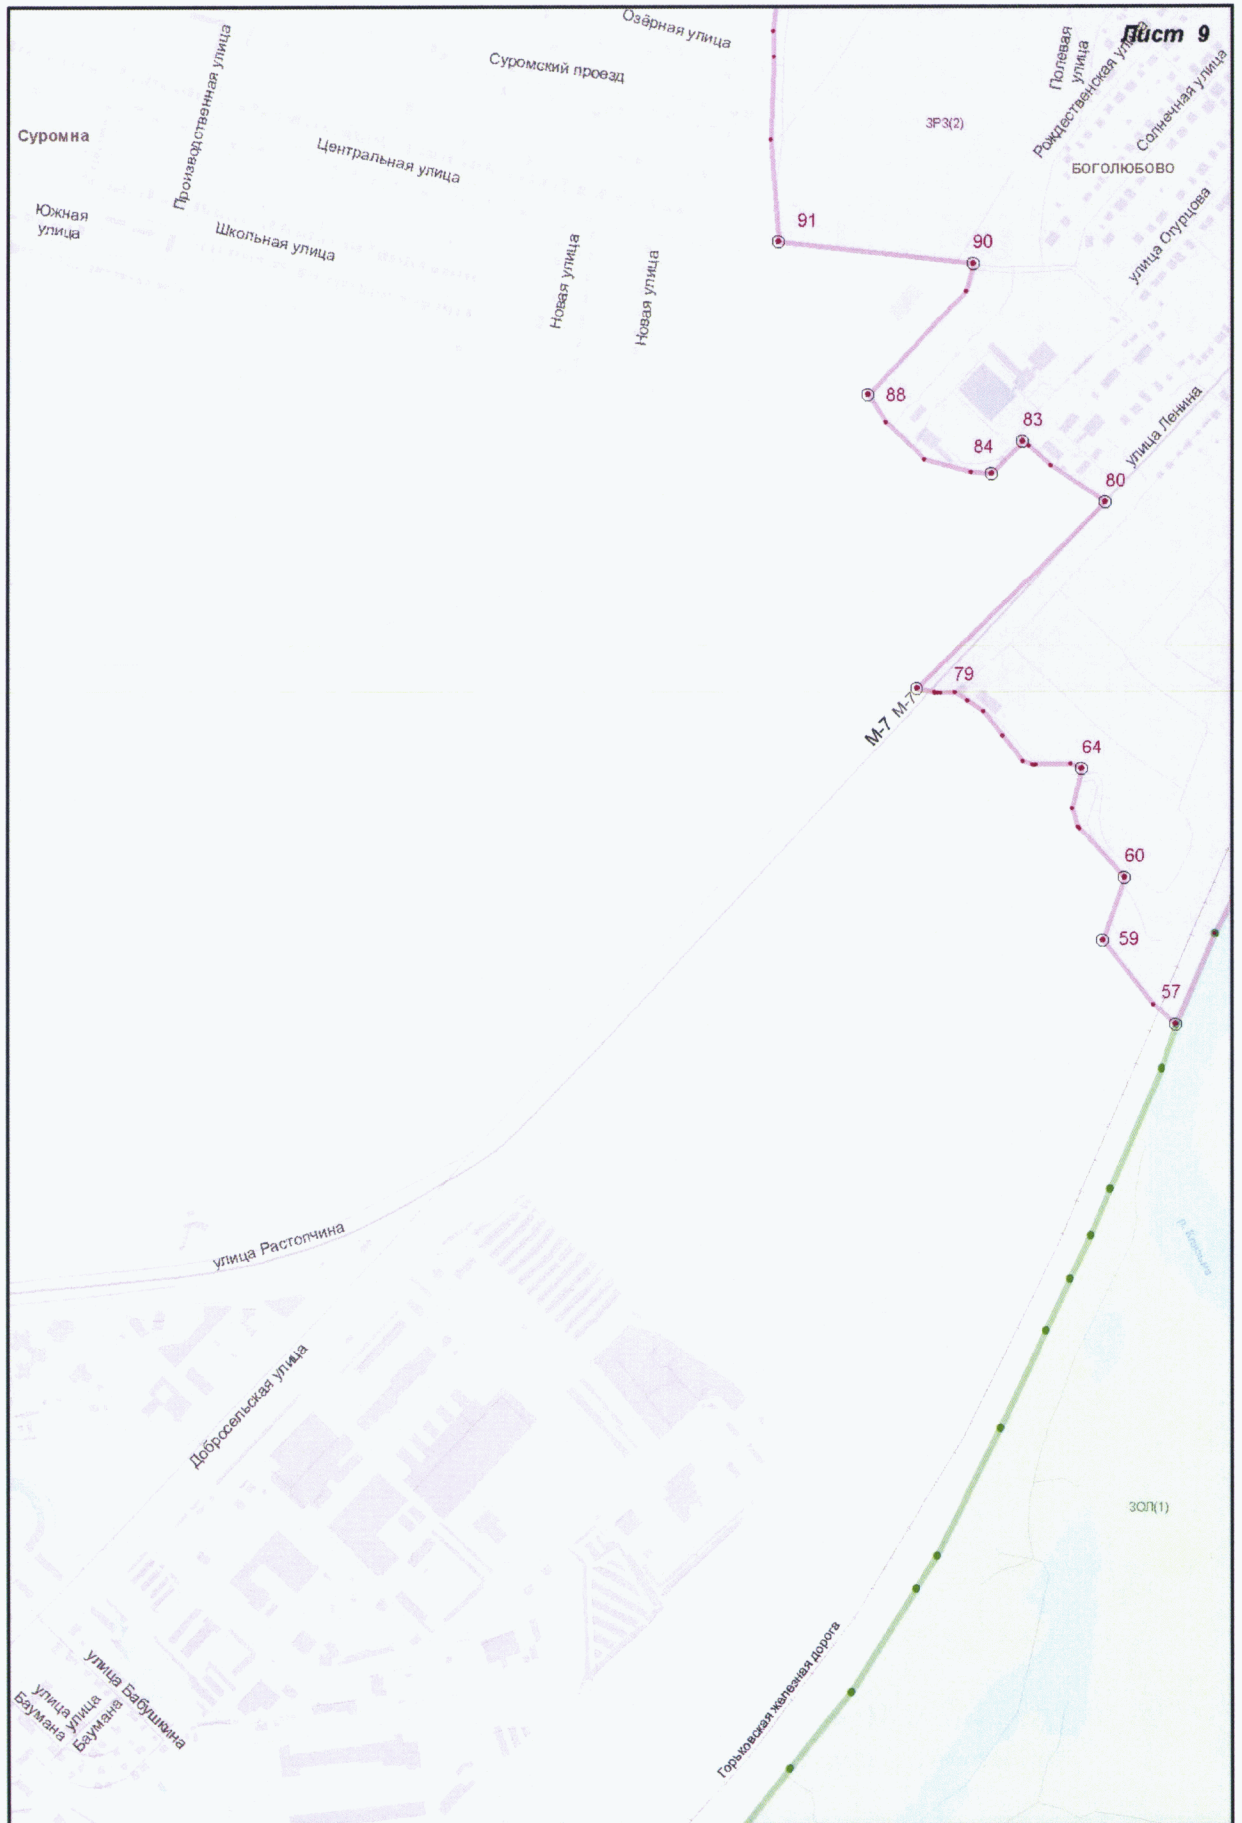 Лист 9
Озёрная улица
Суромский проезд
Производственная улица
Суромна
Центральная улица
Южная
улица
Школьная улица
Новая улица
Новая улица
ЗРЗ(2)
Полевая
улица
Рождественская улица
Солнечная улица
БОГОЛЮБОВО
улица Огурцова
91
90
88
83
84
80
улица Ленина
79
М-7
М-7
64
60
59
57
р. Клязьма
улица Растопчина
Добросельская улица
ЗОЛ(1)
Горьковская железная дорога
улица Бабушкина
улица
Баумана
улица
Баумана